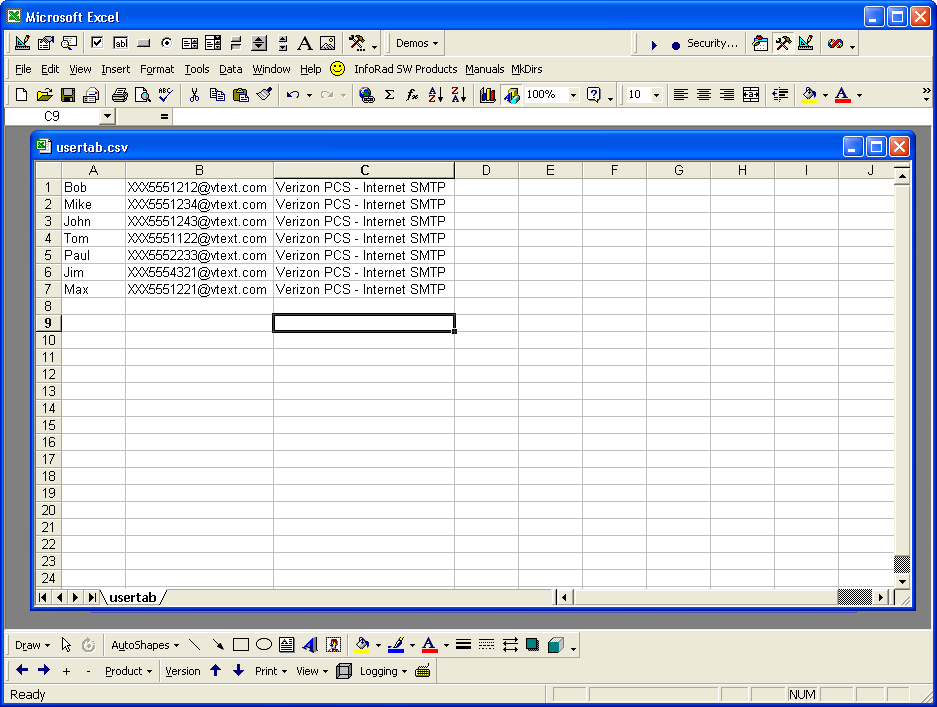 Microsoft Excel
ab Demos Security...
File Edit View Insert Format Tools Data Window Help InfoRad SW Products Manuals MkDirs
100% 10
C9 =
usertab.csv
A B C D E F G H I J
1 Bob XXX5551212@vtext.com Verizon PCS - Internet SMTP
2 Mike XXX5551234@vtext.com Verizon PCS - Internet SMTP
3 John XXX5551243@vtext.com Verizon PCS - Internet SMTP
4 Tom XXX5551122@vtext.com Verizon PCS - Internet SMTP
5 Paul XXX5552233@vtext.com Verizon PCS - Internet SMTP
6 Jim XXX5554321@vtext.com Verizon PCS - Internet SMTP
7 Max XXX5551221@vtext.com Verizon PCS - Internet SMTP
8
9
10
11
12
13
14
15
16
17
18
19
20
21
22
23
24
usertab
Draw AutoShapes
+ - Product Version Print View Logging
Ready NUM